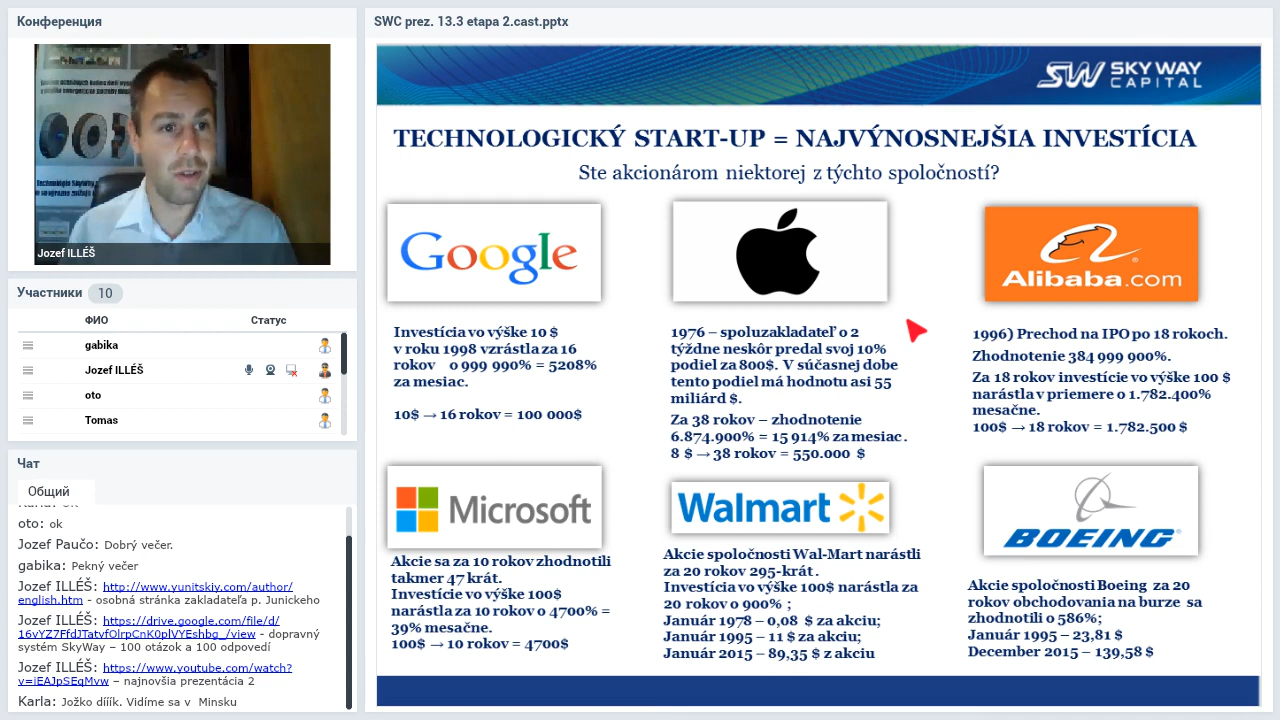 Конференция
Jozef ILLÉŠ
Участники 10
ФИО Статус
gabika
Jozef ILLÉŠ
oto
Tomas
Чат
Общий
oto: ok
Jozef Paučo: Dobrý večer.
gabika: Pekný večer
Jozef ILLÉŠ: http://www.yunitskiy.com/author/
english.htm – osobná stránka zakladateľa p. Junickeho
Jozef ILLÉŠ: https://drive.google.com/file/d/
16vYZ7FfdJTatvfOlrpCnK0plVYEshbg_/view - dopravný
systém SkyWay – 100 otázok a 100 odpovedí
Jozef ILLÉŠ: https://www.youtube.com/watch?
v=iEAJpSEqMvw – najnovšia prezentácia 2
Karla: Jožko dííík. Vidíme sa v Minsku
SWC prez. 13.3 etapa 2.cast.pptx
SW SKY WAY
CAPITAL
TECHNOLOGICKÝ START-UP = NAJVÝNOSNEJŠIA INVESTÍCIA
Ste akcionárom niektorej z týchto spoločností?
Google
Investícia vo výške 10 $
v roku 1998 vzrástla za 16
rokov o 999 990% = 5208%
za mesiac.
10$ → 16 rokov = 100 000$
1976 – spoluzakladateľ o 2
týždne neskôr predal svoj 10%
podiel za 800$. V súčasnej dobe
tento podiel má hodnotu asi 55
miliárd $.
Za 38 rokov – zhodnotenie
6.874.900% = 15 914% za mesiac.
8 $ → 38 rokov = 550.000 $
Alibaba.com
1996) Prechod na IPO po 18 rokoch.
Zhodnotenie 384 999 900%.
Za 18 rokov investície vo výške 100 $
narástla v priemere o 1.782.400%
mesačne.
100$ → 18 rokov = 1.782.500 $
Microsoft
Akcie sa za 10 rokov zhodnotili
takmer 47 krát.
Investície vo výške 100$
narástla za 10 rokov o 4700% =
39% mesačne.
100$ → 10 rokov = 4700$
Walmart
Akcie spoločnosti Wal-Mart narástli
za 20 rokov 295-krát.
Investícia vo výške 100$ narástla za
20 rokov o 900% ;
Január 1978 – 0,08 $ za akciu;
Január 1995 – 11 $ za akciu;
Január 2015 – 89,35 $ z akciu
BOEING
Akcie spoločnosti Boeing za 20
rokov obchodovania na burze sa
zhodnotili o 586%;
Január 1995 – 23,81 $
December 2015 – 139,58 $